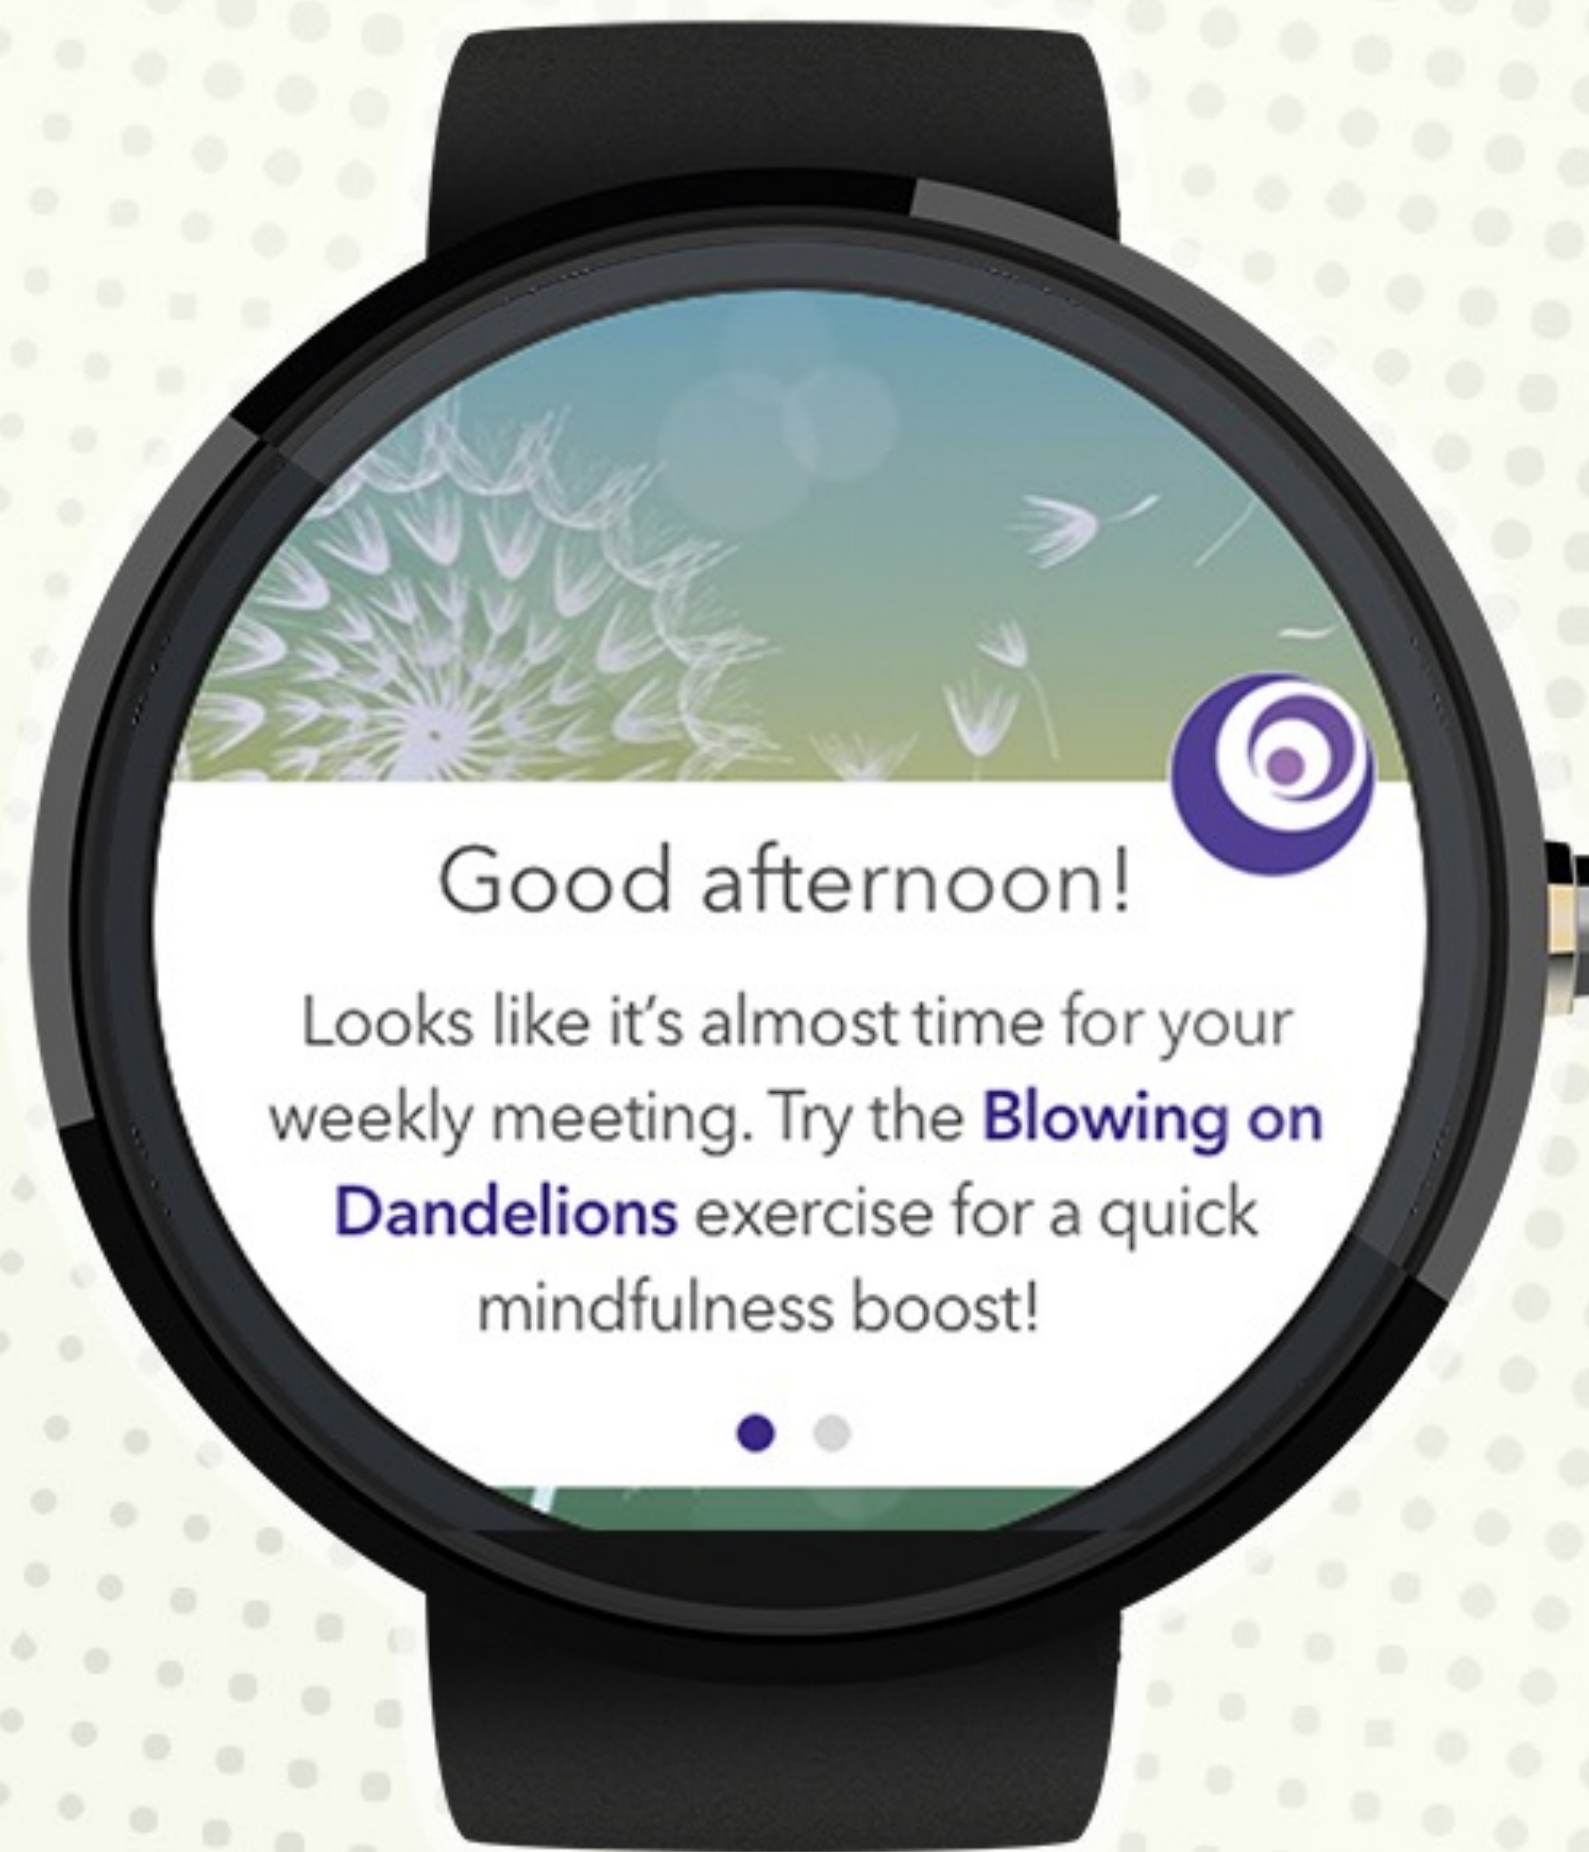 Good afternoon!
Looks like it’s almost time for your
weekly meeting. Try the Blowing on
Dandelions exercise for a quick
mindfulness boost!